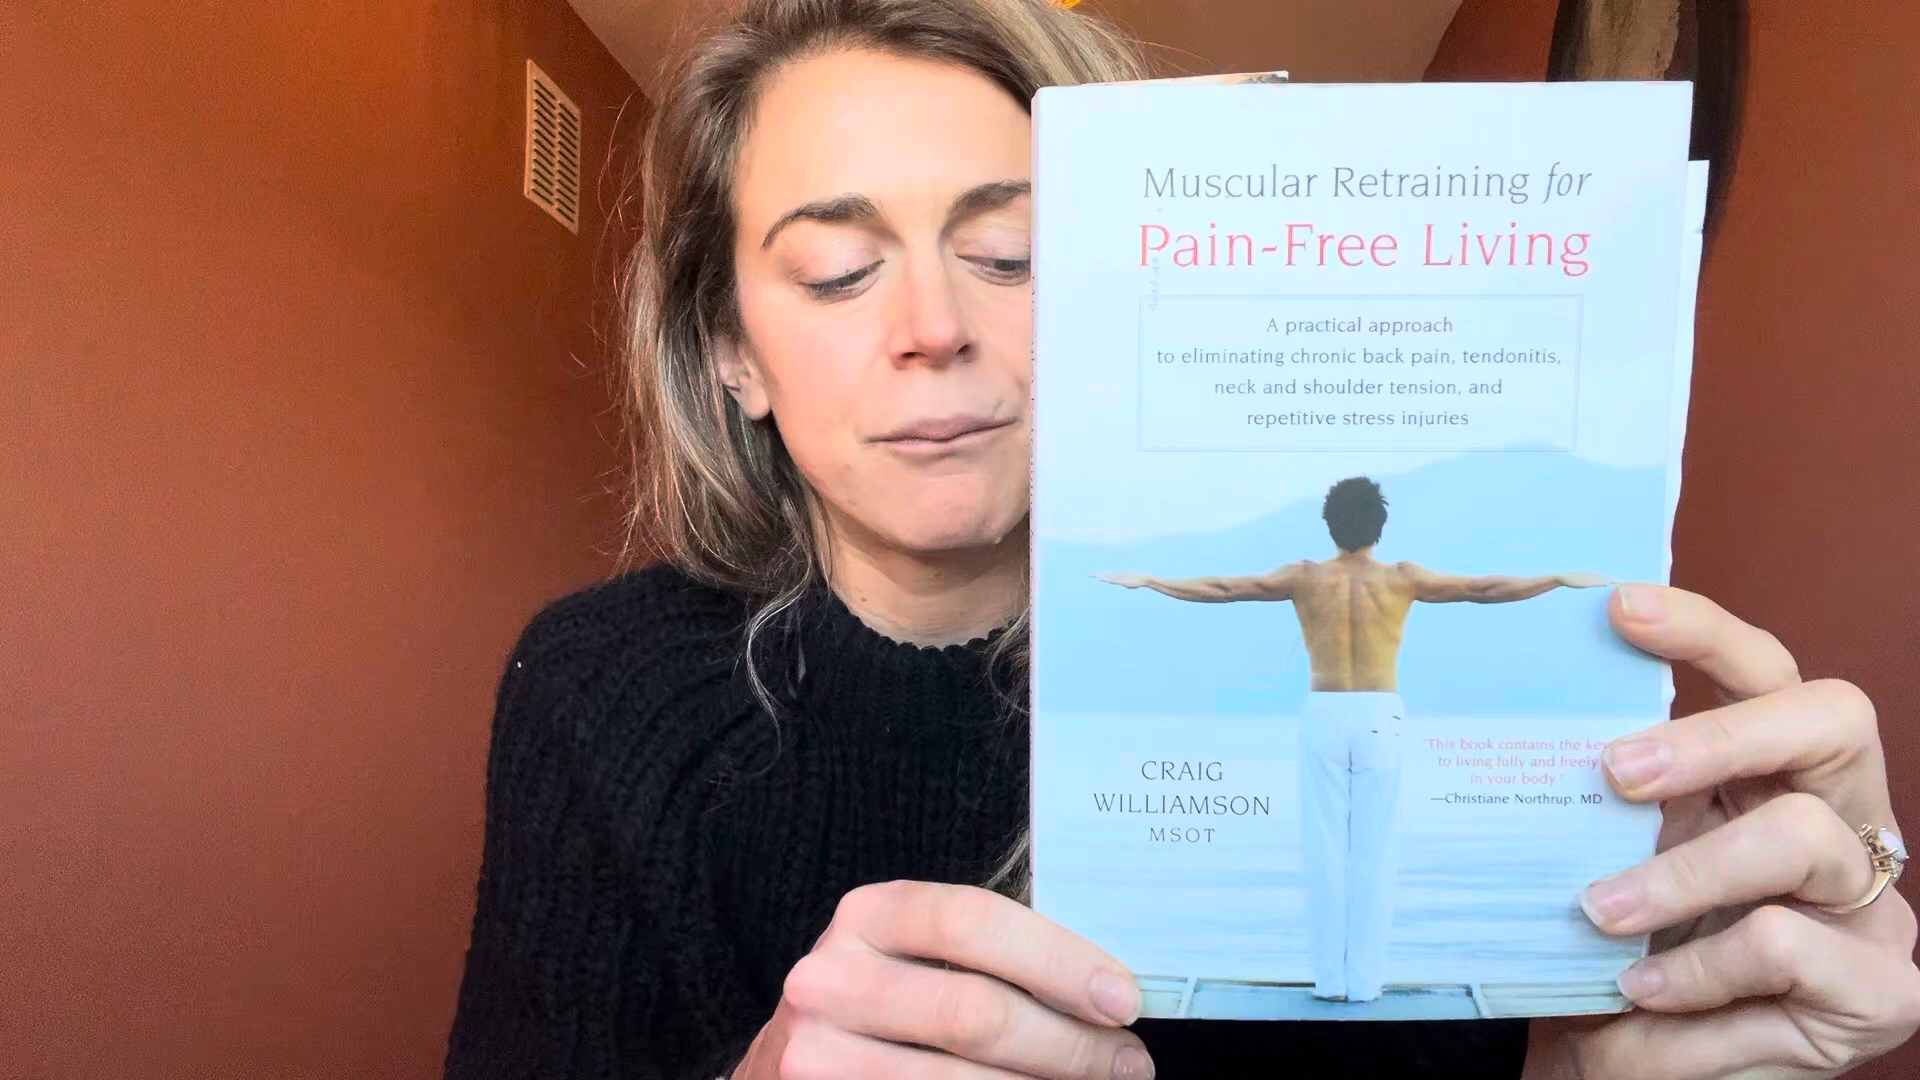 Muscular Retraining for
Pain-Free Living
A practical approach
to eliminating chronic back pain, tendonitis,
neck and shoulder tension, and
repetitive stress injuries
CRAIG
WILLIAMSON
MSOT
"This book contains the key
to living fully and freely
in your body."
—Christiane Northrup, MD